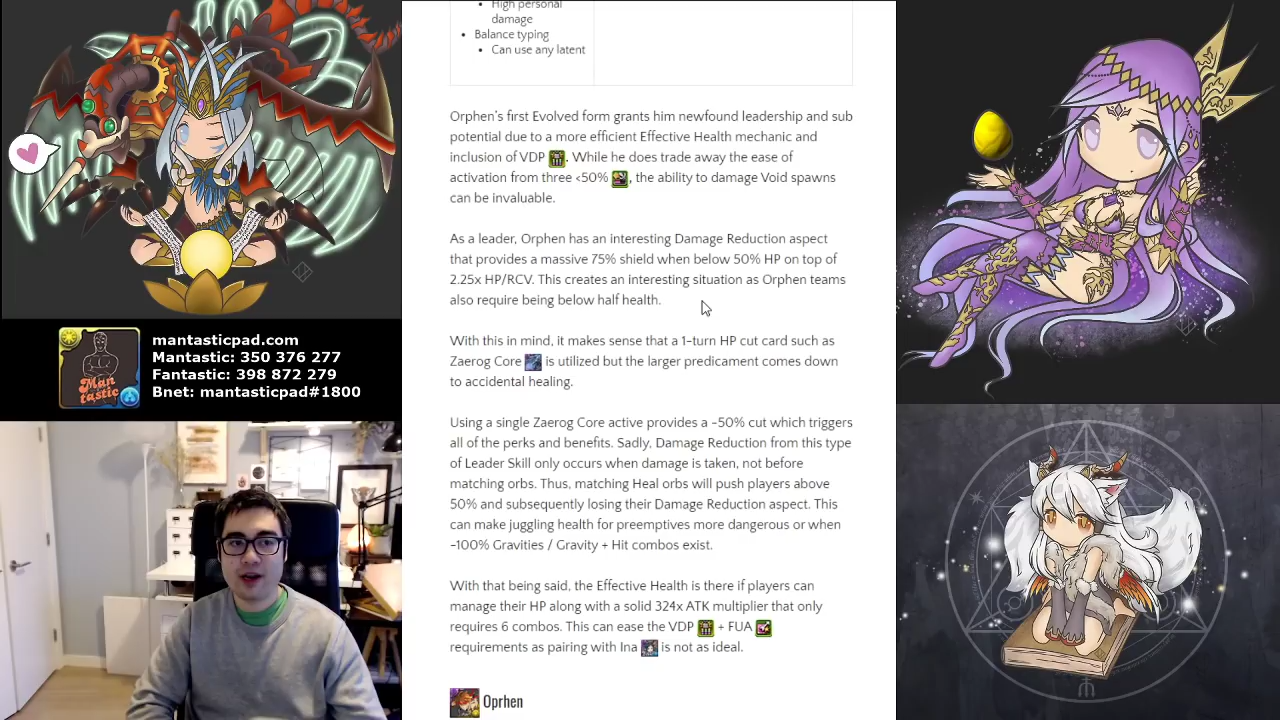 High personal
damage
Balance typing
Can use any latent
Orphen's first Evolved form grants him newfound leadership and sub
potential due to a more efficient Effective Health mechanic and
inclusion of VDP . While he does trade away the ease of
activation from three <50% , the ability to damage Void spawns
can be invaluable.
As a leader, Orphen has an interesting Damage Reduction aspect
that provides a massive 75% shield when below 50% HP on top of
2.25x HP/RCV. This creates an interesting situation as Orphen teams
also require being below half health.
With this in mind, it makes sense that a 1-turn HP cut card such as
Zaerog Core is utilized but the larger predicament comes down
to accidental healing.
Using a single Zaerog Core active provides a -50% cut which triggers
all of the perks and benefits. Sadly, Damage Reduction from this type
of Leader Skill only occurs when damage is taken, not before
matching orbs. Thus, matching Heal orbs will push players above
50% and subsequently losing their Damage Reduction aspect. This
can make juggling health for preemptives more dangerous or when
-100% Gravities / Gravity + Hit combos exist.
With that being said, the Effective Health is there if players can
manage their HP along with a solid 324x ATK multiplier that only
requires 6 combos. This can ease the VDP + FUA
requirements as pairing with Ina is not as ideal.
Oprhen
mantasticpad.com
Mantastic: 350 376 277
Fantastic: 398 872 279
Bnet: mantasticpad#1800
Man
tastic